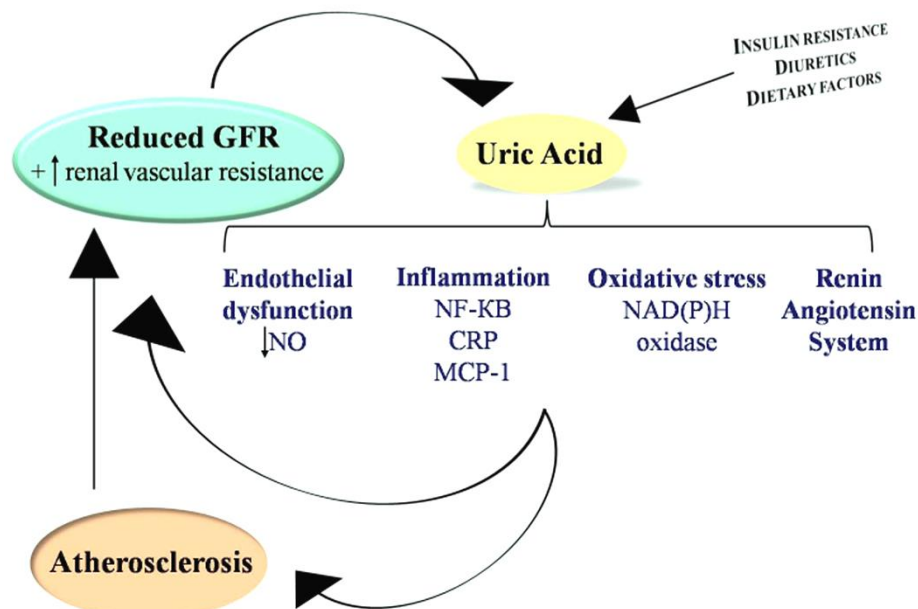 INSULIN RESISTANCE
DIURETICS
DIETARY FACTORS
Reduced GFR
+ ↑ renal vascular resistance
Uric Acid
Endothelial
dysfunction
↓NO
Inflammation
NF-KB
CRP
MCP-1
Oxidative stress
NAD(P)H
oxidase
Renin
Angiotensin
System
Atherosclerosis